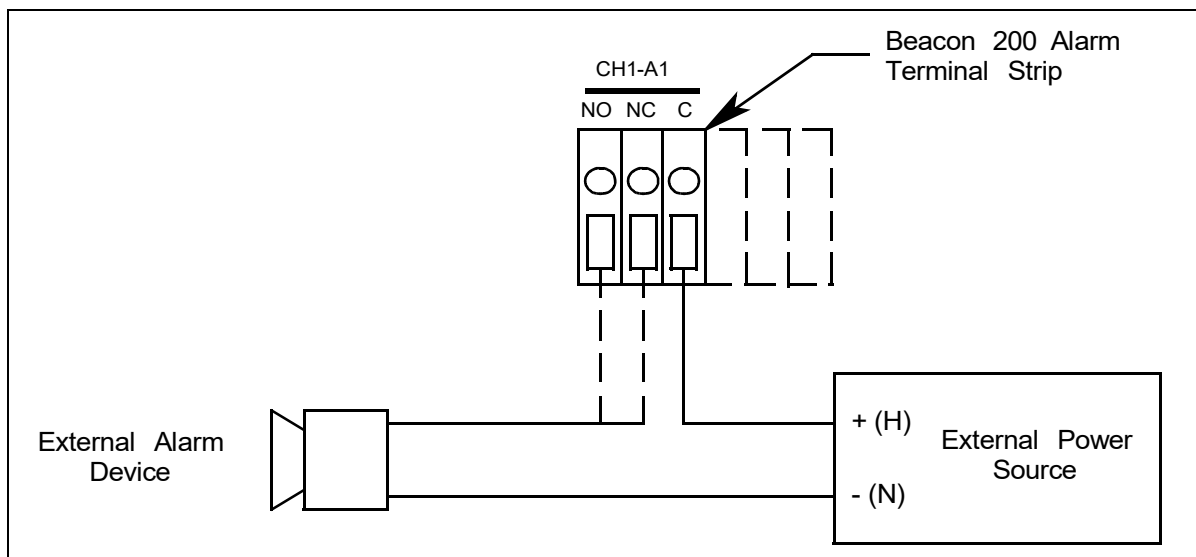 Beacon 200 Alarm
Terminal Strip
CH1-A1
NO NC C
+ (H)
External Power
Source
- (N)
External Alarm
Device